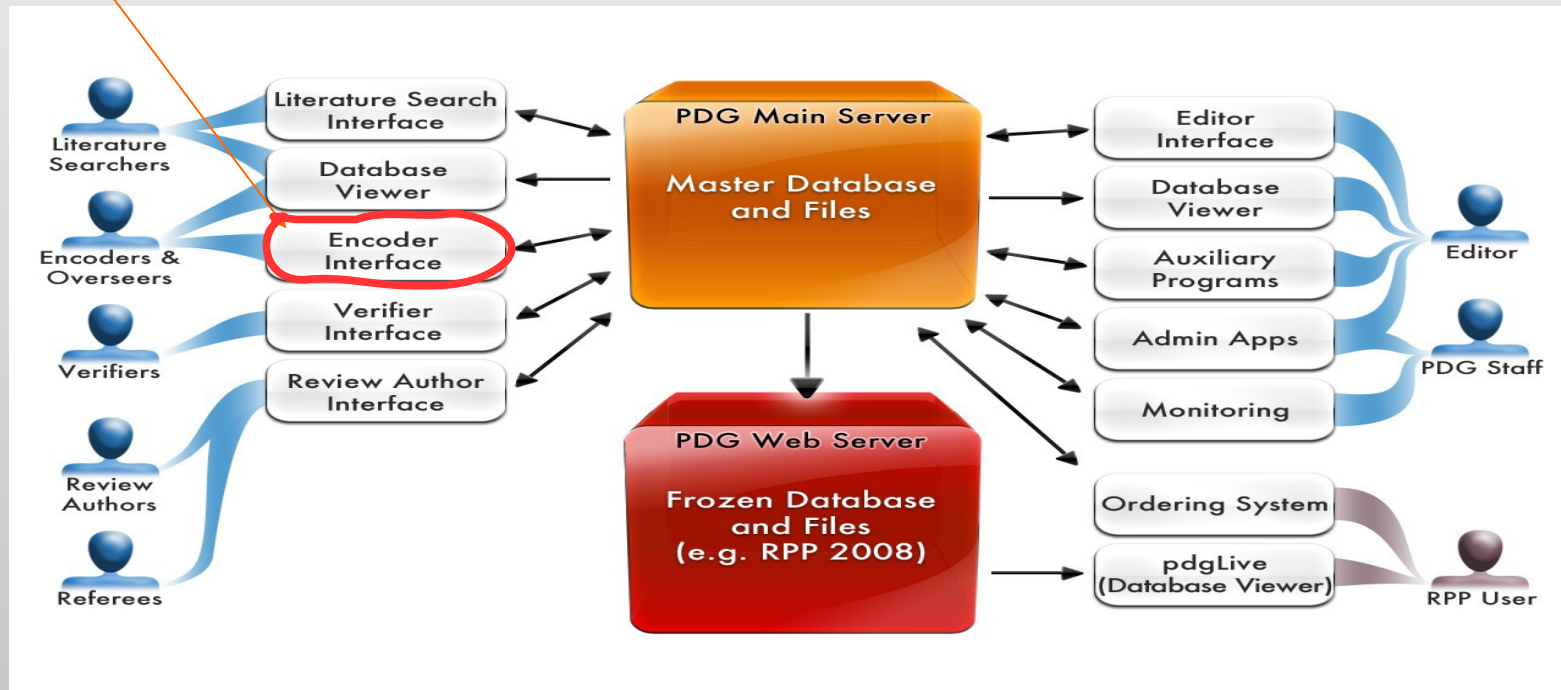 Literature Search
Interface
Literature
Searchers
Database
Viewer
Encoders &
Overseers
Encoder
Interface
Verifier
Interface
Verifiers
Review Author
Interface
Review
Authors
Referees
PDG Main Server
Master Database
and Files
PDG Web Server
Frozen Database
and Files
(e.g. RPP 2008)
Editor
Interface
Database
Viewer
Auxiliary
Programs
Admin Apps
Monitoring
Editor
PDG Staff
Ordering System
pdgLive
(Database Viewer)
RPP User